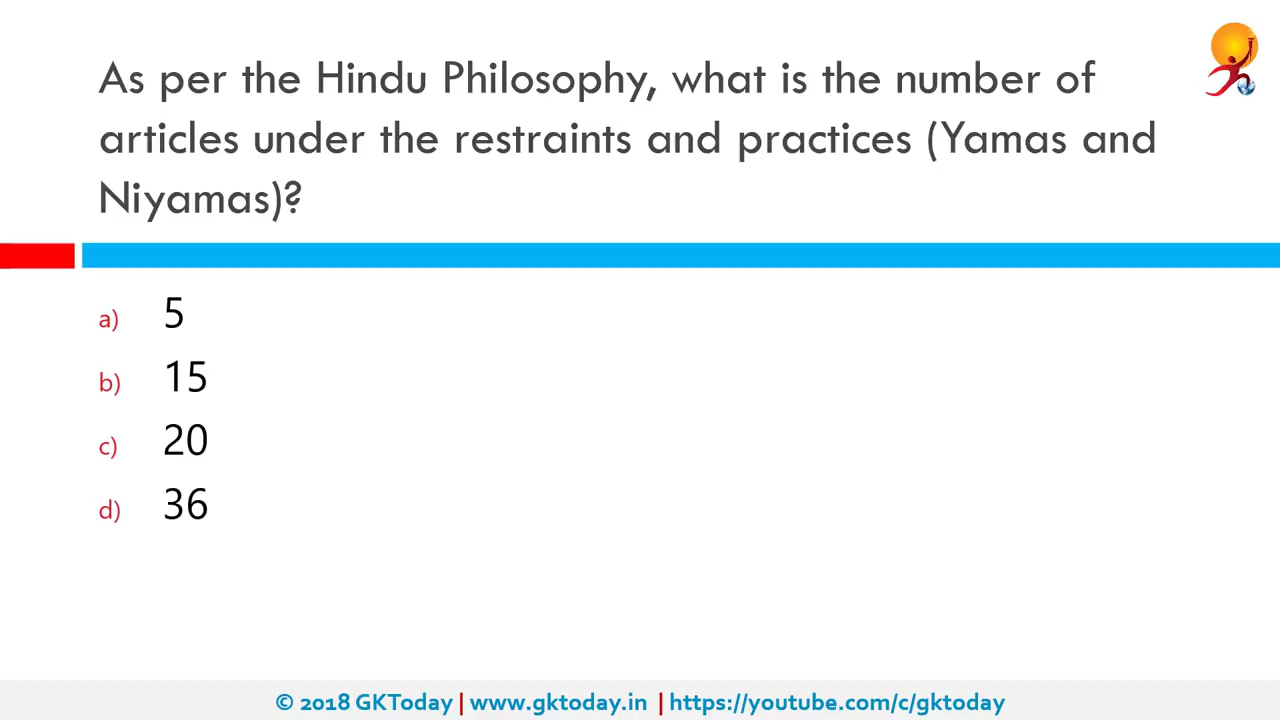 As per the Hindu Philosophy, what is the number of
articles under the restraints and practices (Yamas and
Niyamas)?
a) 5
b) 15
c) 20
d) 36
© 2018 GKToday | www.gktoday.in | https://youtube.com/c/gktoday